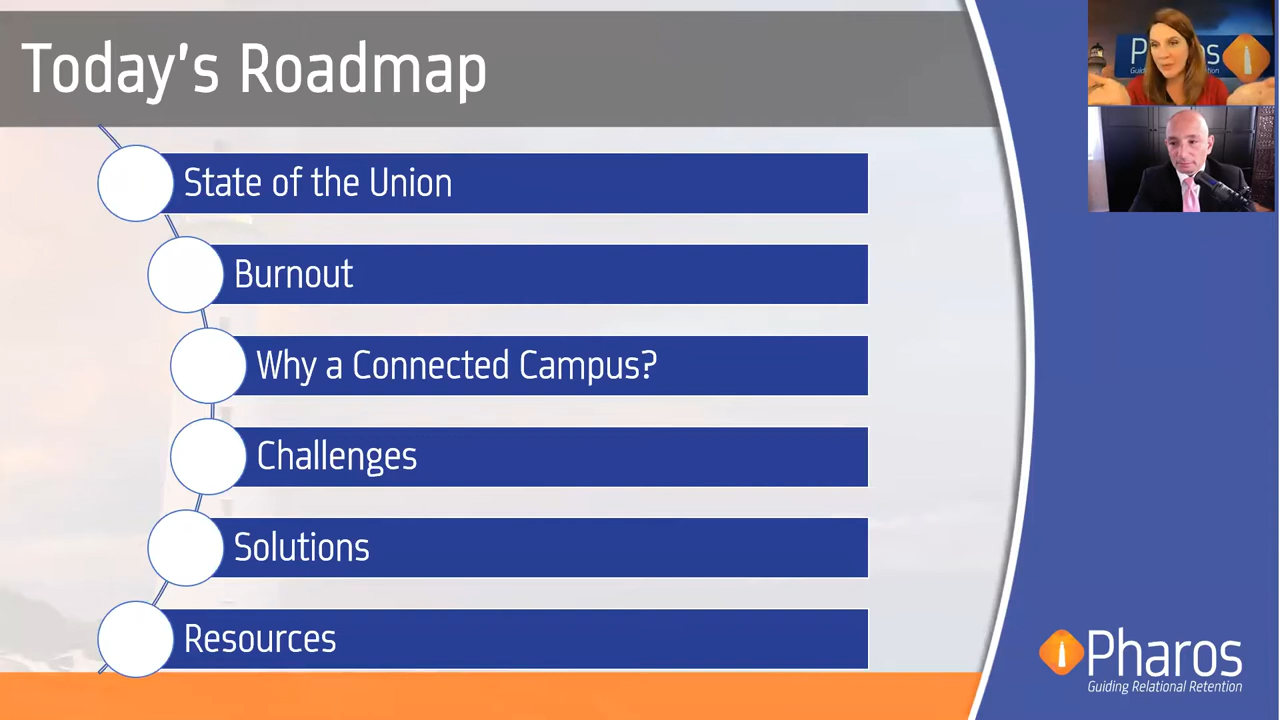 Today's Roadmap
State of the Union
Burnout
Why a Connected Campus?
Challenges
Solutions
Resources
Pharos
Guiding Relational Retention